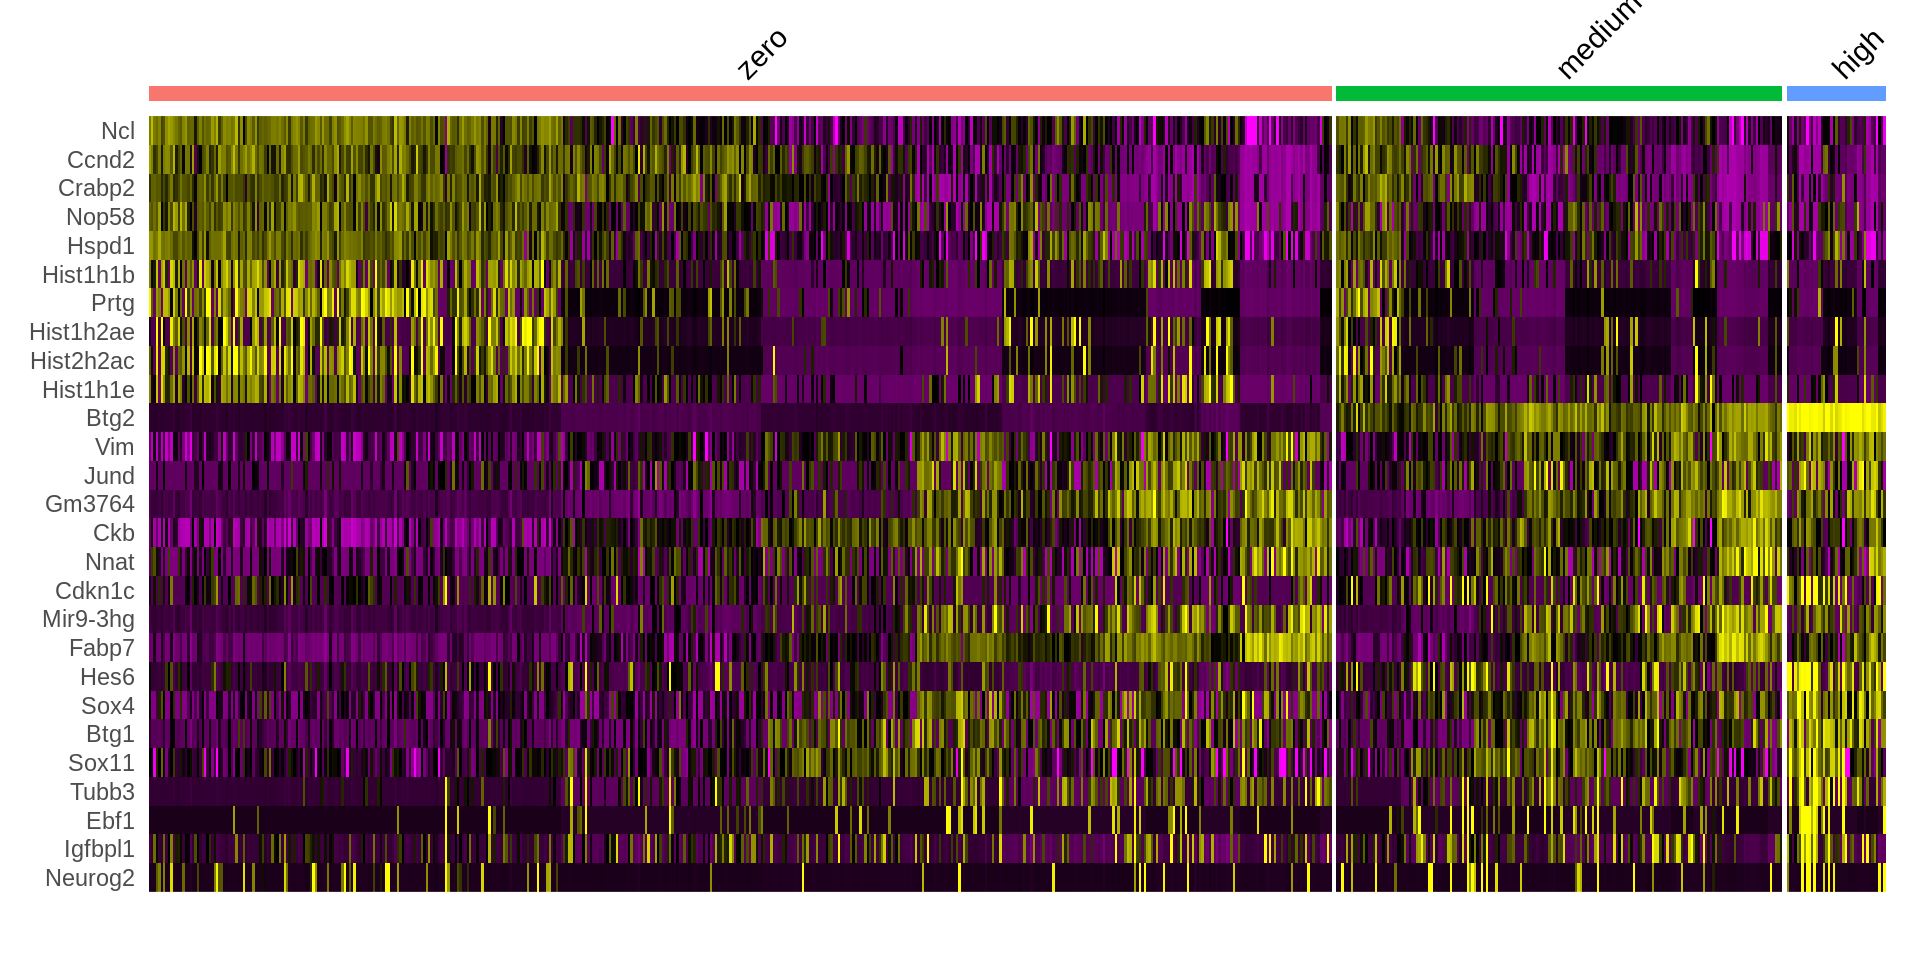 zero
medium
high
Ncl
Ccnd2
Crabp2
Nop58
Hspd1
Hist1h1b
Prtg
Hist1h2ae
Hist2h2ac
Hist1h1e
Btg2
Vim
Jund
Gm3764
Ckb
Nnat
Cdkn1c
Mir9-3hg
Fabp7
Hes6
Sox4
Btg1
Sox11
Tubb3
Ebf1
Igfbpl1
Neurog2